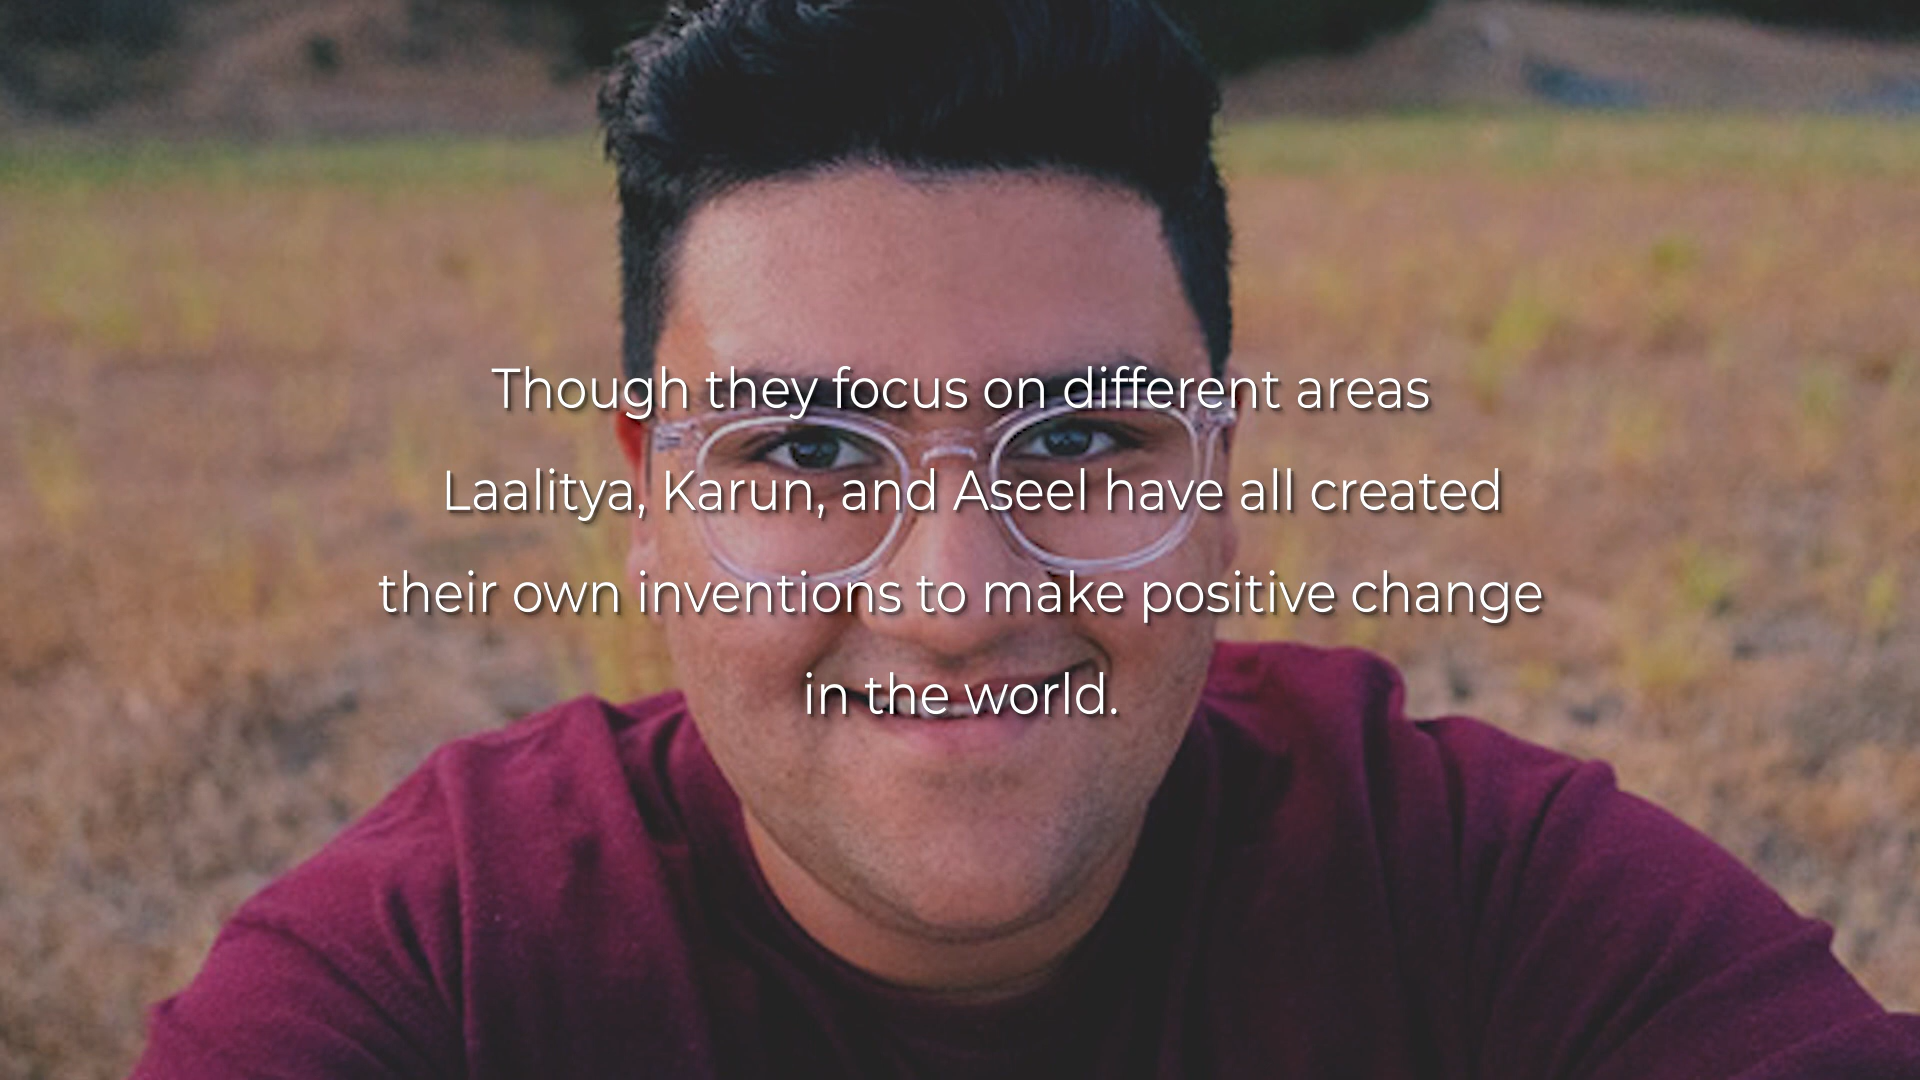 Though they focus on different areas
Laalitya, Karun, and Aseel have all created
their own inventions to make positive change
in the world.